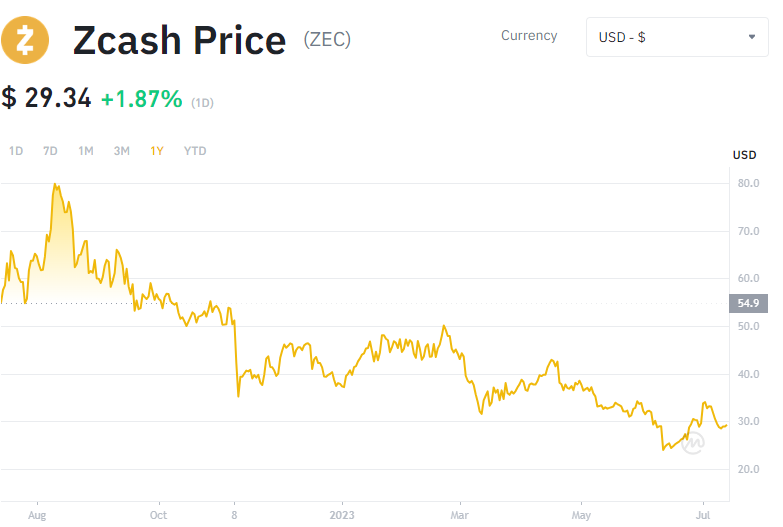 Zcash Price (ZEC)
Currency
USD - $
$ 29.34 +1.87% (1D)
1D 7D 1M 3M 1Y YTD
USD
80.0
70.0
60.0
54.9
50.0
40.0
30.0
20.0
Aug Oct 8 2023 Mar May Jul